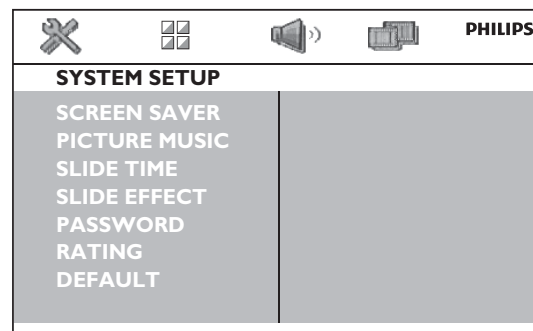 PHILIPS
SYSTEM SETUP
SCREEN SAVER
PICTURE MUSIC
SLIDE TIME
SLIDE EFFECT
PASSWORD
RATING
DEFAULT